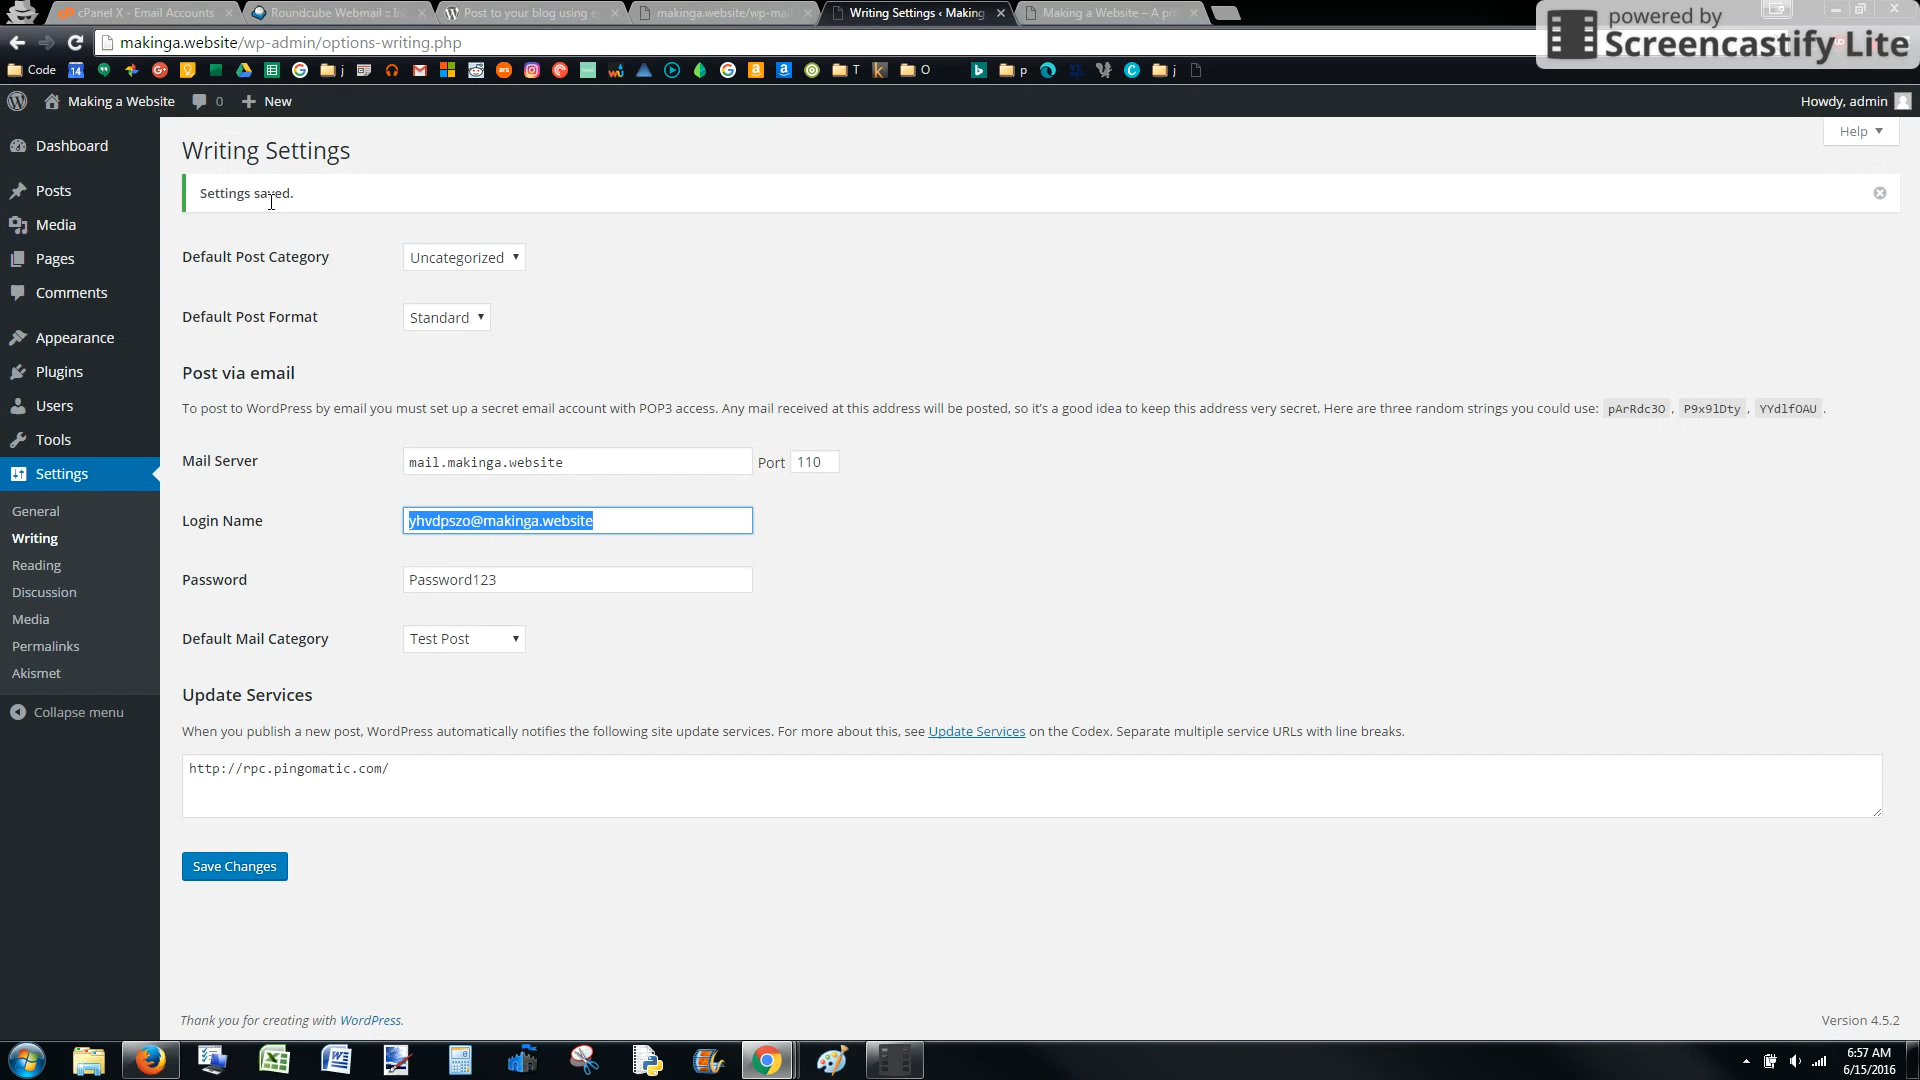 cPanel X - Email Accounts
Roundcube Webmail :: In
Post to your blog using e
makinga.website/wp-mai
Writing Settings ‹ Making
Making a Website – A pr
powered by
Screencastify Lite
makinga.website/wp-admin/options-writing.php
Code
14
j
T
O
p
j
Making a Website
0
New
Howdy, admin
Help
Dashboard
Posts
Media
Pages
Comments
Appearance
Plugins
Users
Tools
Settings
General
Writing
Reading
Discussion
Media
Permalinks
Akismet
Collapse menu
Writing Settings
Settings saved.
Default Post Category
Uncategorized
Default Post Format
Standard
Post via email
To post to WordPress by email you must set up a secret email account with POP3 access. Any mail received at this address will be posted, so it’s a good idea to keep this address very secret. Here are three random strings you could use: pArRdc3O , P9x9lDty , YYdlfOAU .
Mail Server
mail.makinga.website
Port 110
Login Name
yhvdpszo@makinga.website
Password
Password123
Default Mail Category
Test Post
Update Services
When you publish a new post, WordPress automatically notifies the following site update services. For more about this, see Update Services on the Codex. Separate multiple service URLs with line breaks.
http://rpc.pingomatic.com/
Save Changes
Thank you for creating with WordPress.
Version 4.5.2
6:57 AM
6/15/2016